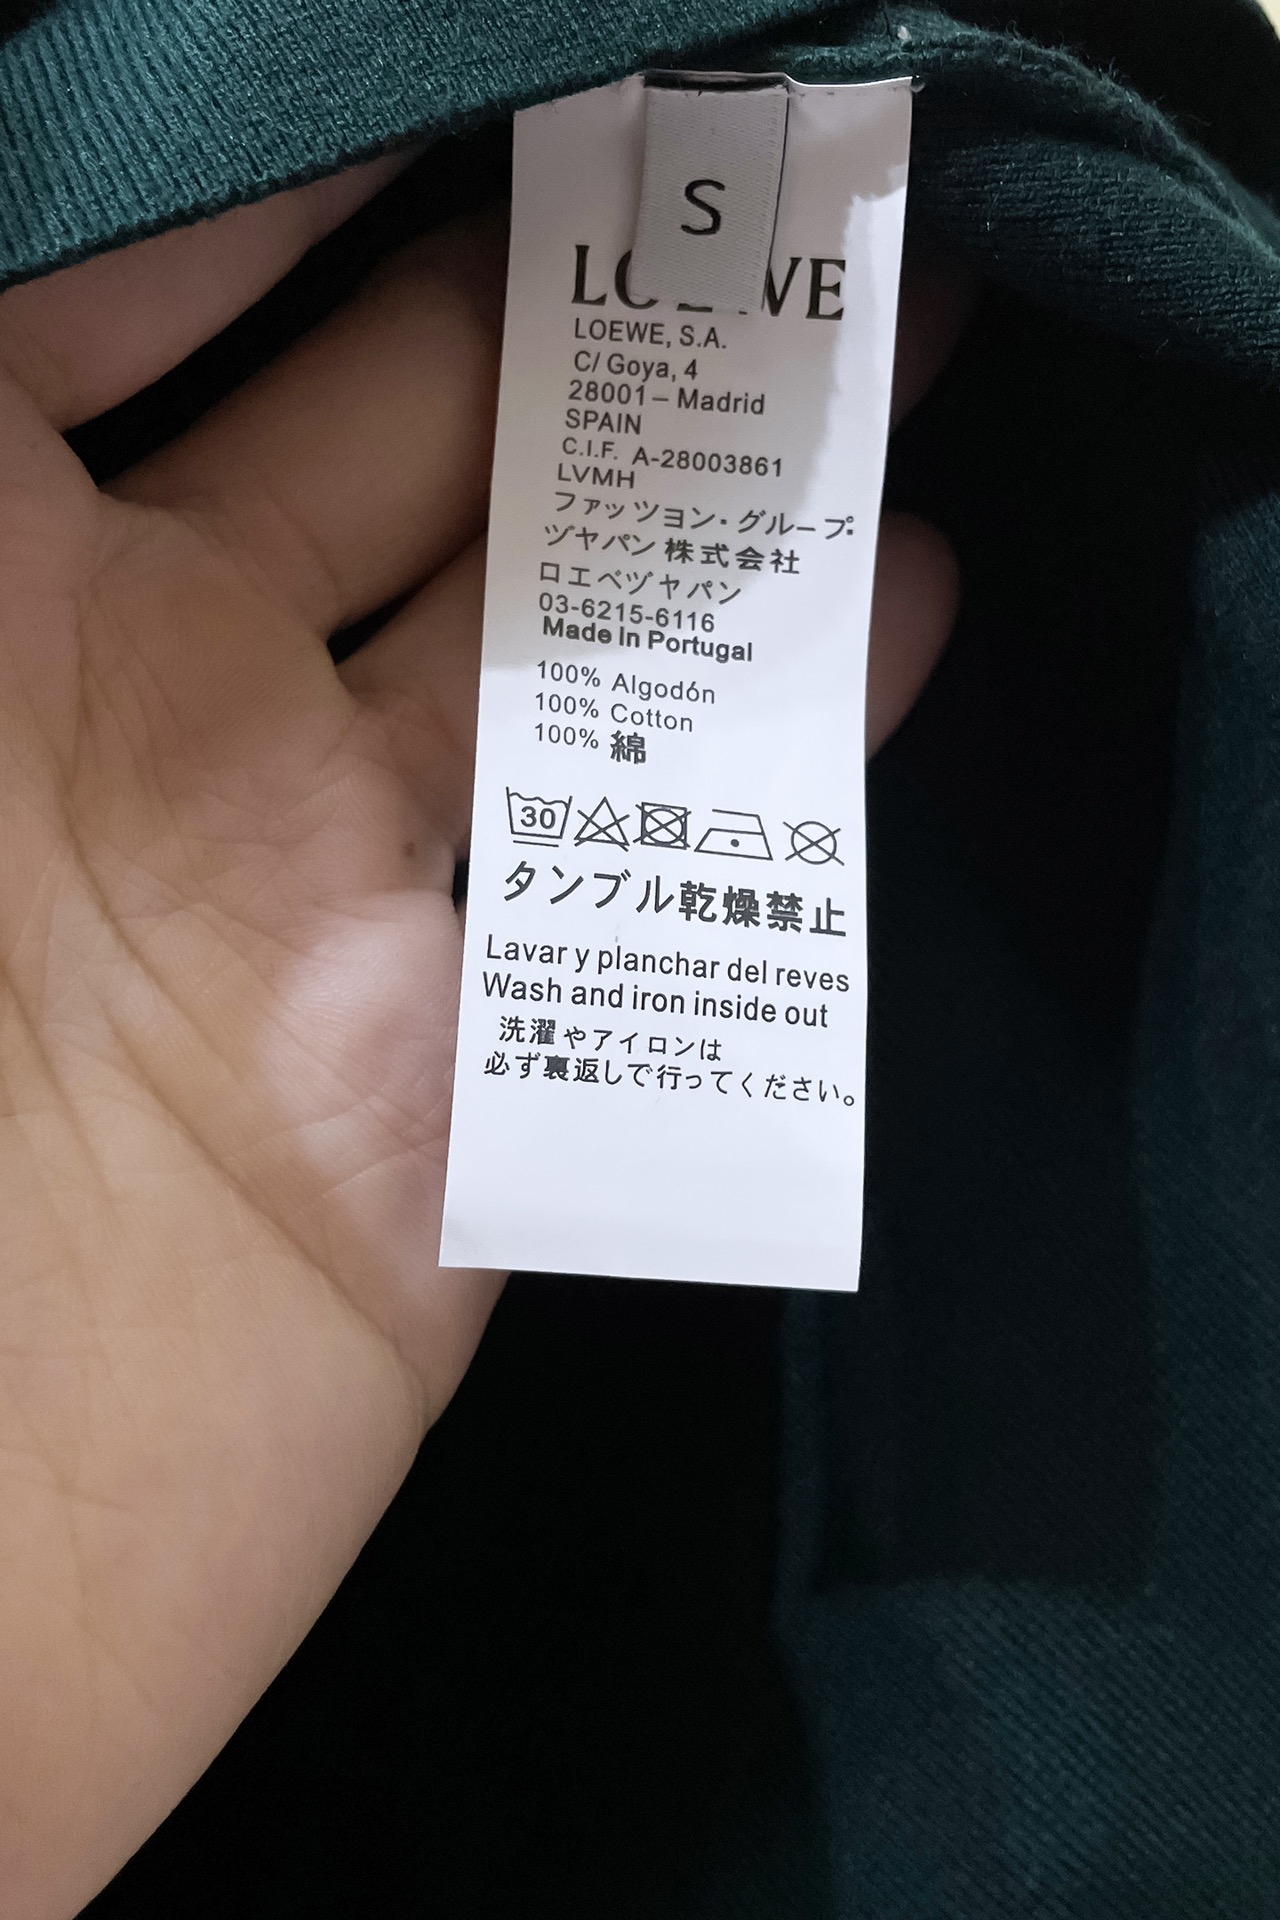 S
LOEWE
LOEWE, S.A.
C/ Goya, 4
28001 – Madrid
SPAIN
C.I.F. A-28003861
LVMH
ファッツヨン・グループ
ヅヤパン 株式会社
ロエベヅヤパン
03-6215-6116
Made in Portugal
100% Algodón
100% Cotton
100% 綿
30
タンブル乾燥禁止
Lavar y planchar del reves
Wash and iron inside out
洗濯やアイロンは
必ず裏返しで行ってください。